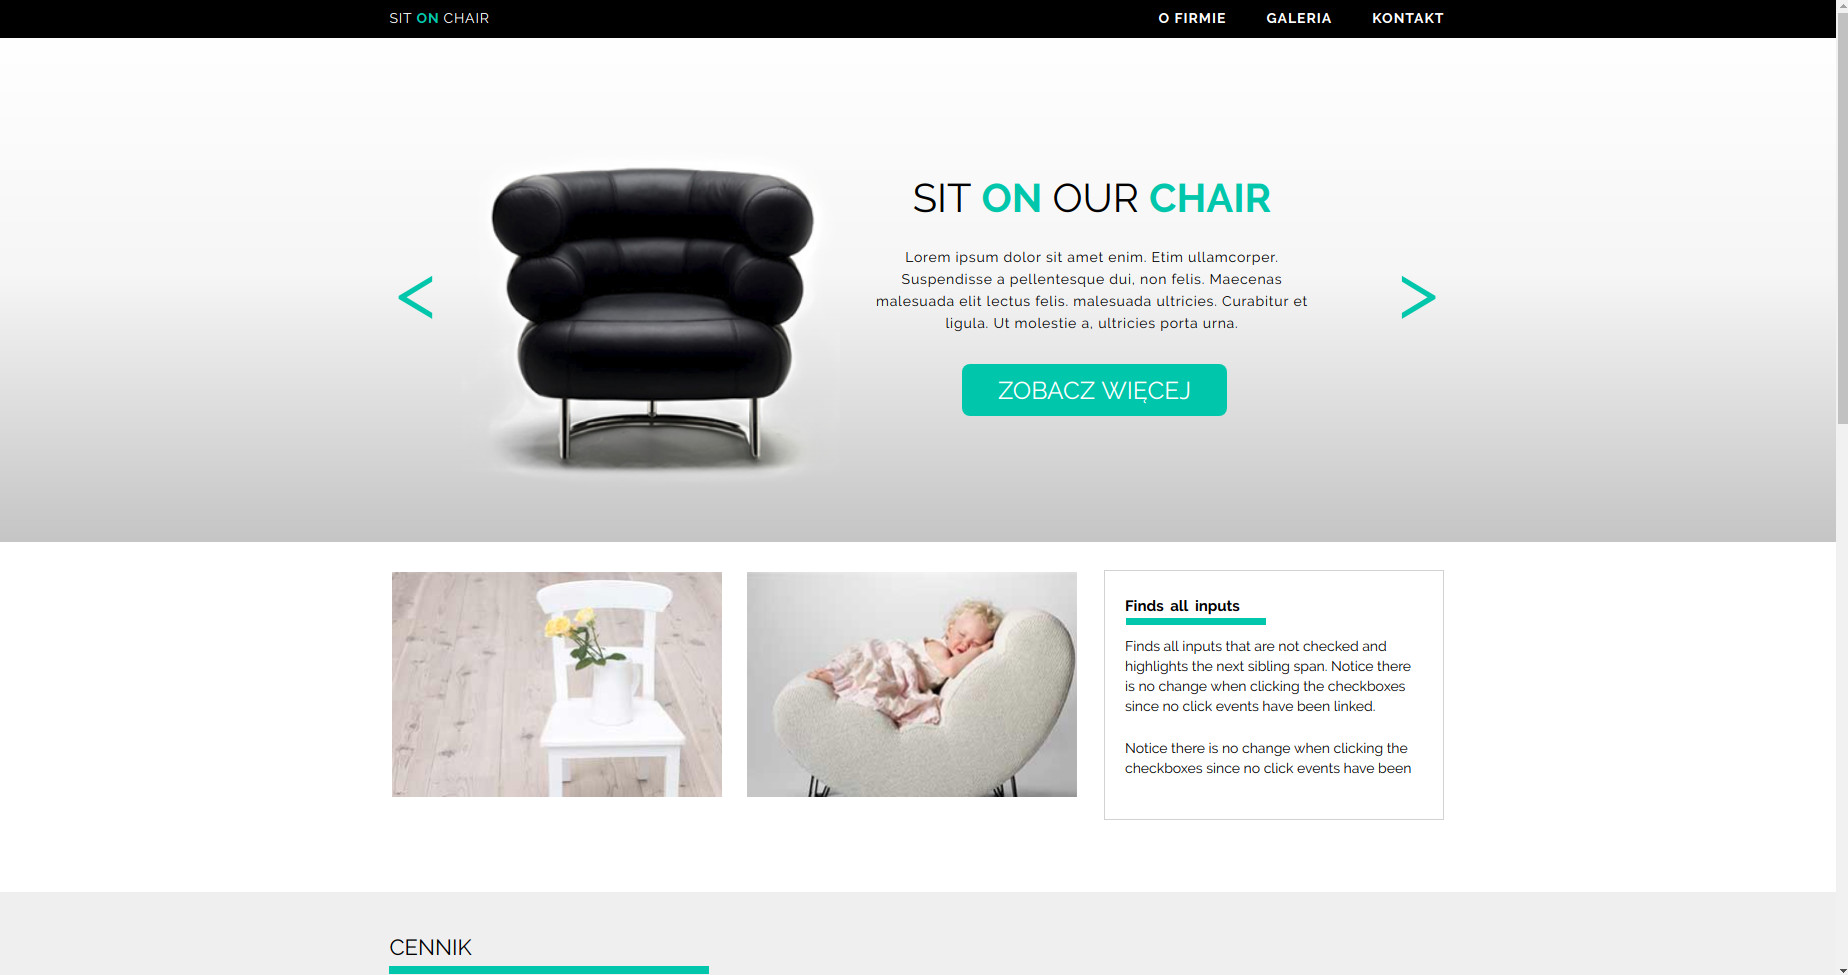 SIT ON CHAIR
O FIRMIE
GALERIA
KONTAKT
SIT ON OUR CHAIR
Lorem ipsum dolor sit amet enim. Etim ullamcorper.
Suspendisse a pellentesque dui, non felis. Maecenas
malesuada elit lectus felis. malesuada ultricies. Curabitur et
ligula. Ut molestie a, ultricies porta urna.
<
>
ZOBACZ WIĘCEJ
Finds all inputs
Finds all inputs that are not checked and
highlights the next sibling span. Notice there
is no change when clicking the checkboxes
since no click events have been linked.
Notice there is no change when clicking the
checkboxes since no click events have been
CENNIK